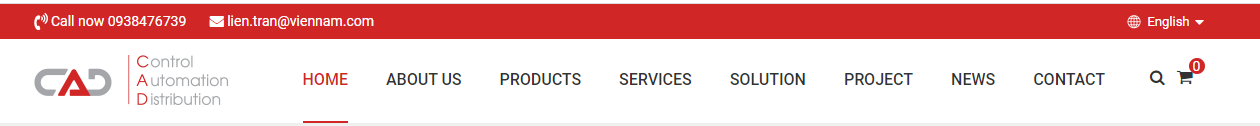 Call now 0938476739 lien.tran@viennam.com English
CAD Control
Automation
Distribution
HOME ABOUT US PRODUCTS SERVICES SOLUTION PROJECT NEWS CONTACT 0